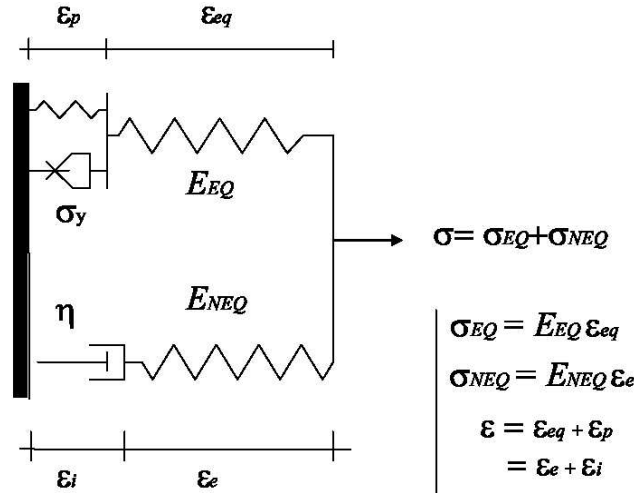 εp εeq
EEQ
σy
σ= σEQ+σNEQ
η ENEQ
σEQ = EEQ εeq
σNEQ = ENEQ εe
ε = εeq + εp
= εe + εi
εi εe